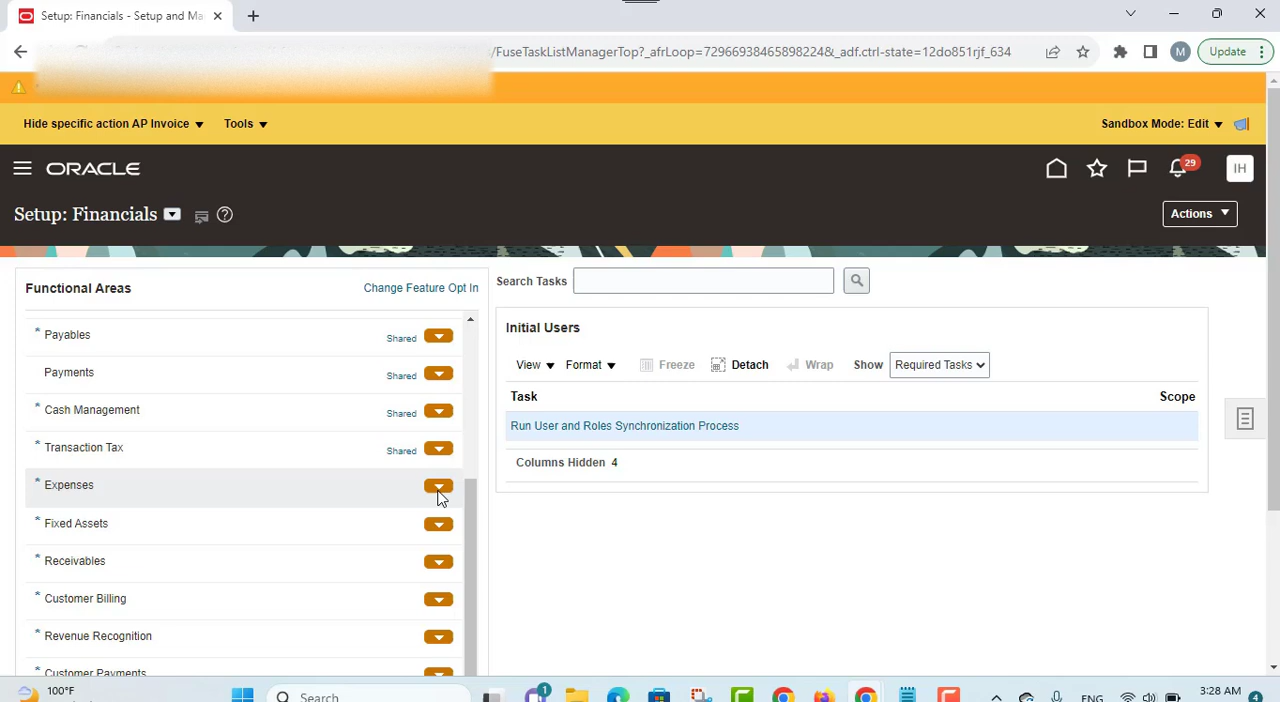 Setup: Financials - Setup and Ma
/FuseTaskListManagerTop?_afrLoop=7296693846589822​4&_adf.ctrl-state=12do851rjf_634
M
Update
Hide specific action AP Invoice
Tools
Sandbox Mode: Edit
ORACLE
29
IH
Setup: Financials
Actions
Functional Areas
Change Feature Opt In
Search Tasks
* Payables
Shared
Payments
Shared
* Cash Management
Shared
* Transaction Tax
Shared
* Expenses
* Fixed Assets
* Receivables
* Customer Billing
* Revenue Recognition
Customer Payments
Initial Users
View
Format
Freeze
Detach
Wrap
Show
Required Tasks
Task
Scope
Run User and Roles Synchronization Process
Columns Hidden 4
100°F
Search
1
ENG
3:28 AM
4